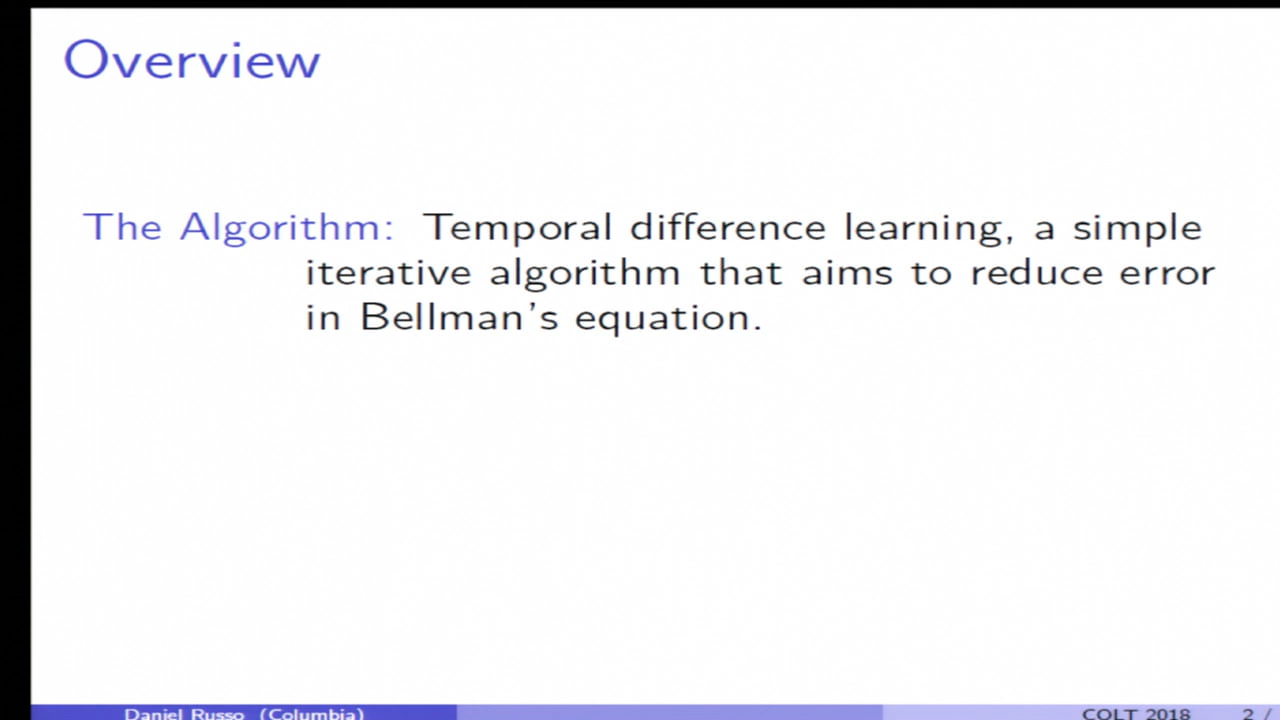 Overview
The Algorithm: Temporal difference learning, a simple
iterative algorithm that aims to reduce error
in Bellman's equation.
Daniel Russo (Columbia) COLT 2018 2 /